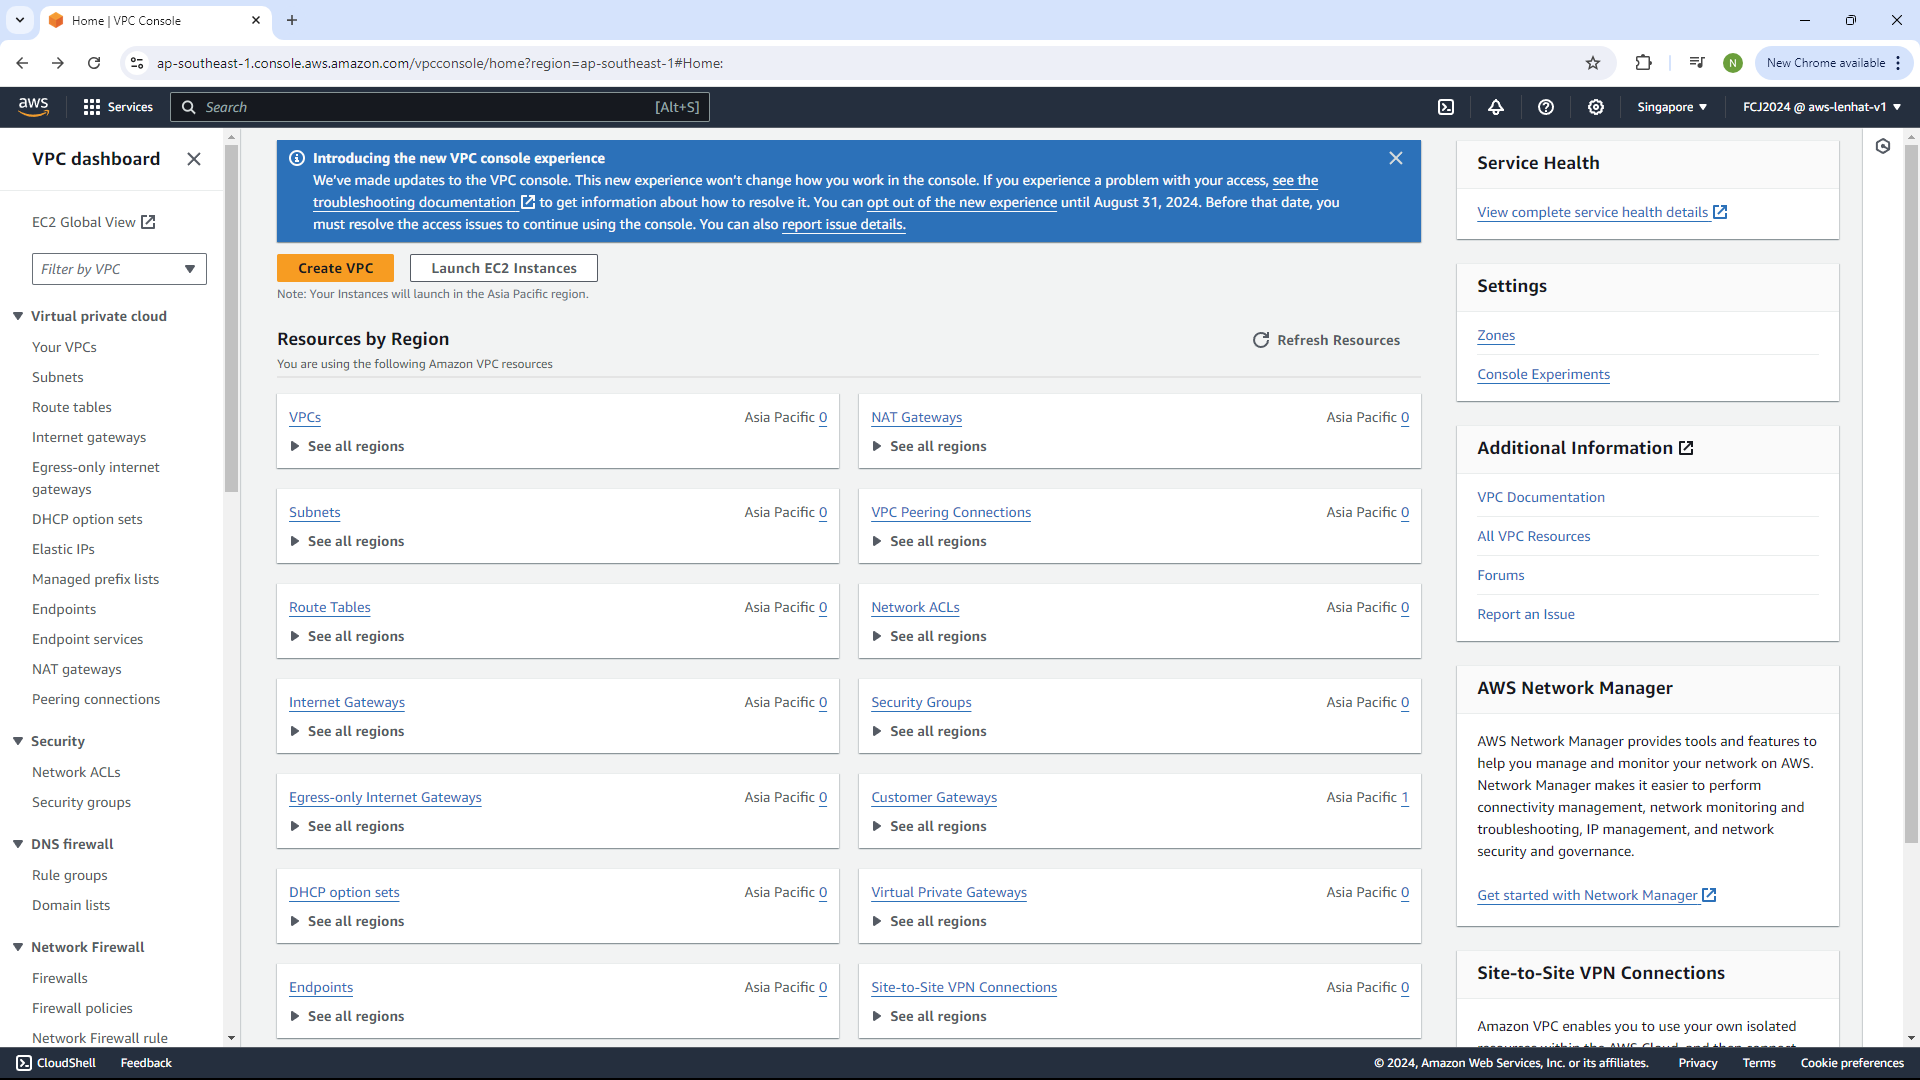 Home | VPC Console
ap-southeast-1.console.aws.amazon.com/vpcconsole/home?region=ap-southeast-1#Home:
N
New Chrome available
aws
Services
Search
[Alt+S]
Singapore
FCJ2024 @ aws-lenhat-v1
VPC dashboard
EC2 Global View
Filter by VPC
Virtual private cloud
Your VPCs
Subnets
Route tables
Internet gateways
Egress-only internet
gateways
DHCP option sets
Elastic IPs
Managed prefix lists
Endpoints
Endpoint services
NAT gateways
Peering connections
Security
Network ACLs
Security groups
DNS firewall
Rule groups
Domain lists
Network Firewall
Firewalls
Firewall policies
Network Firewall rule
Introducing the new VPC console experience
We've made updates to the VPC console. This new experience won't change how you work in the console. If you experience a problem with your access, see the
troubleshooting documentation to get information about how to resolve it. You can opt out of the new experience until August 31, 2024. Before that date, you
must resolve the access issues to continue using the console. You can also report issue details.
Create VPC
Launch EC2 Instances
Note: Your Instances will launch in the Asia Pacific region.
Resources by Region
Refresh Resources
You are using the following Amazon VPC resources
VPCs Asia Pacific 0
See all regions
NAT Gateways Asia Pacific 0
See all regions
Subnets Asia Pacific 0
See all regions
VPC Peering Connections Asia Pacific 0
See all regions
Route Tables Asia Pacific 0
See all regions
Network ACLs Asia Pacific 0
See all regions
Internet Gateways Asia Pacific 0
See all regions
Security Groups Asia Pacific 0
See all regions
Egress-only Internet Gateways Asia Pacific 0
See all regions
Customer Gateways Asia Pacific 1
See all regions
DHCP option sets Asia Pacific 0
See all regions
Virtual Private Gateways Asia Pacific 0
See all regions
Endpoints Asia Pacific 0
See all regions
Site-to-Site VPN Connections Asia Pacific 0
See all regions
Service Health
View complete service health details
Settings
Zones
Console Experiments
Additional Information
VPC Documentation
All VPC Resources
Forums
Report an Issue
AWS Network Manager
AWS Network Manager provides tools and features to
help you manage and monitor your network on AWS.
Network Manager makes it easier to perform
connectivity management, network monitoring and
troubleshooting, IP management, and network
security and governance.
Get started with Network Manager
Site-to-Site VPN Connections
Amazon VPC enables you to use your own isolated
resources within the AWS Cloud, and then connect
CloudShell
Feedback
© 2024, Amazon Web Services, Inc. or its affiliates.
Privacy
Terms
Cookie preferences